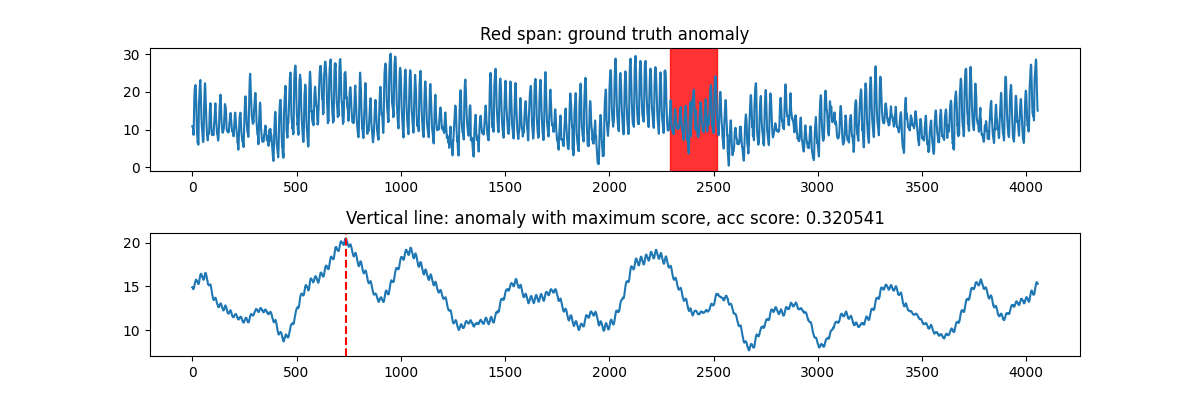 Red span: ground truth anomaly
30
20
10
0
0 500 1000 1500 2000 2500 3000 3500 4000
Vertical line: anomaly with maximum score, acc score: 0.320541
20
15
10
0 500 1000 1500 2000 2500 3000 3500 4000